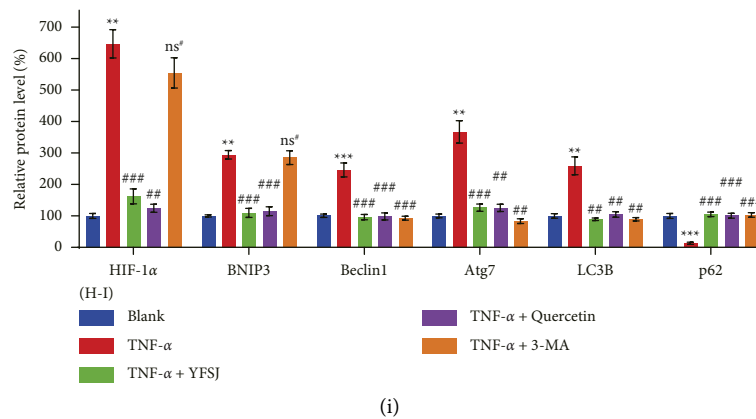 700
600
500
400
300
200
100
0
Relative protein level (%)
**
###
##
ns#
**
###
###
ns#
***
###
###
###
**
###
##
##
**
##
##
##
***
###
###
HIF-1α
BNIP3
Beclin1
Atg7
LC3B
p62
(H-I)
Blank
TNF-α
TNF-α + YFSJ
TNF-α + Quercetin
TNF-α + 3-MA
(i)